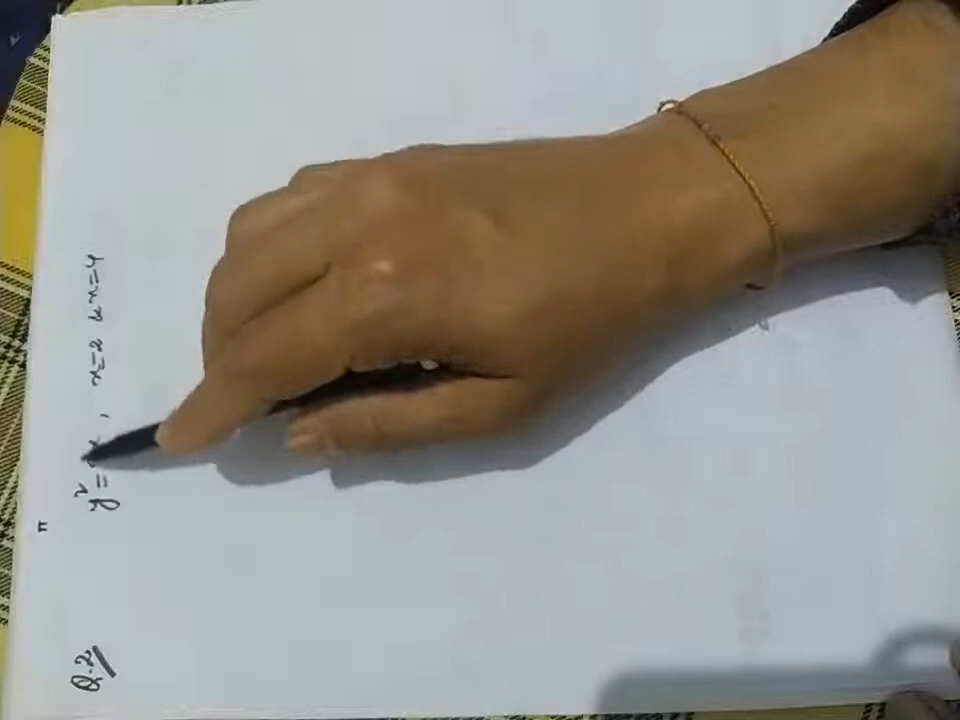 Q.2/ y² = x, x=2 & x=4